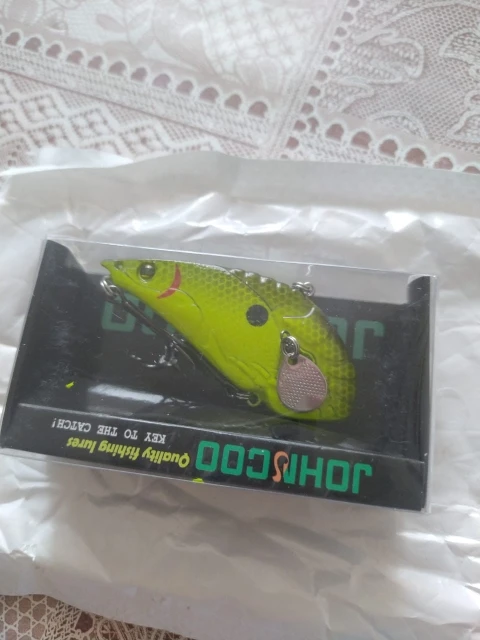 JOHNCOO
Quality fishing lures
KEY TO THE CATCH!